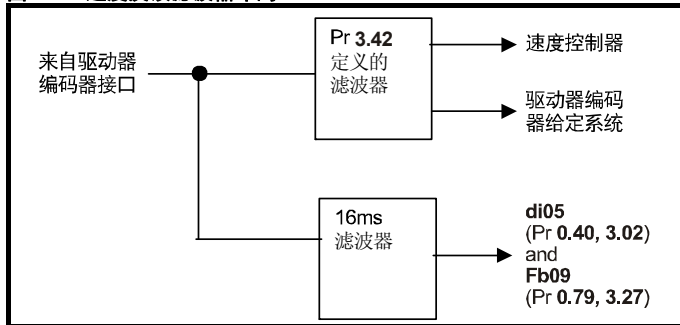 来自驱动器
编码器接口
Pr 3.42
定义的
滤波器
速度控制器
驱动器编码
器给定系统
16ms
滤波器
di05
(Pr 0.40, 3.02)
and
Fb09
(Pr 0.79, 3.27)